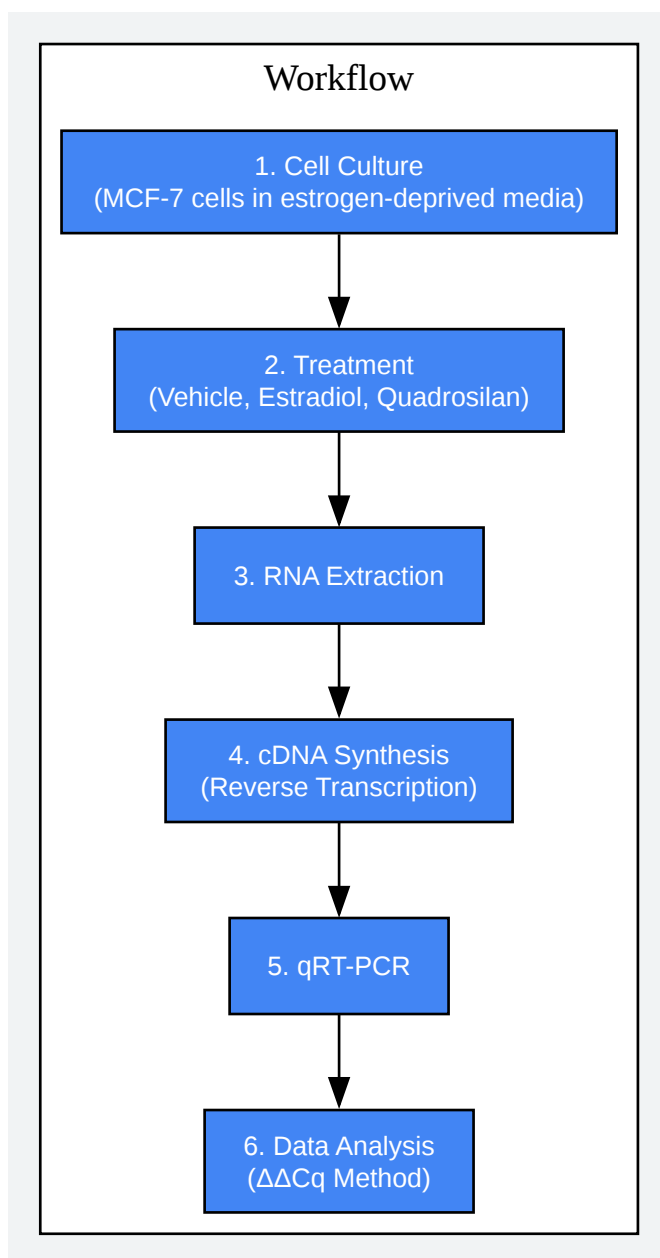 Workflow
1. Cell Culture
(MCF-7 cells in estrogen-deprived media)
2. Treatment
(Vehicle, Estradiol, Quadrosilan)
3. RNA Extraction
4. cDNA Synthesis
(Reverse Transcription)
5. qRT-PCR
6. Data Analysis
(ΔΔCq Method)